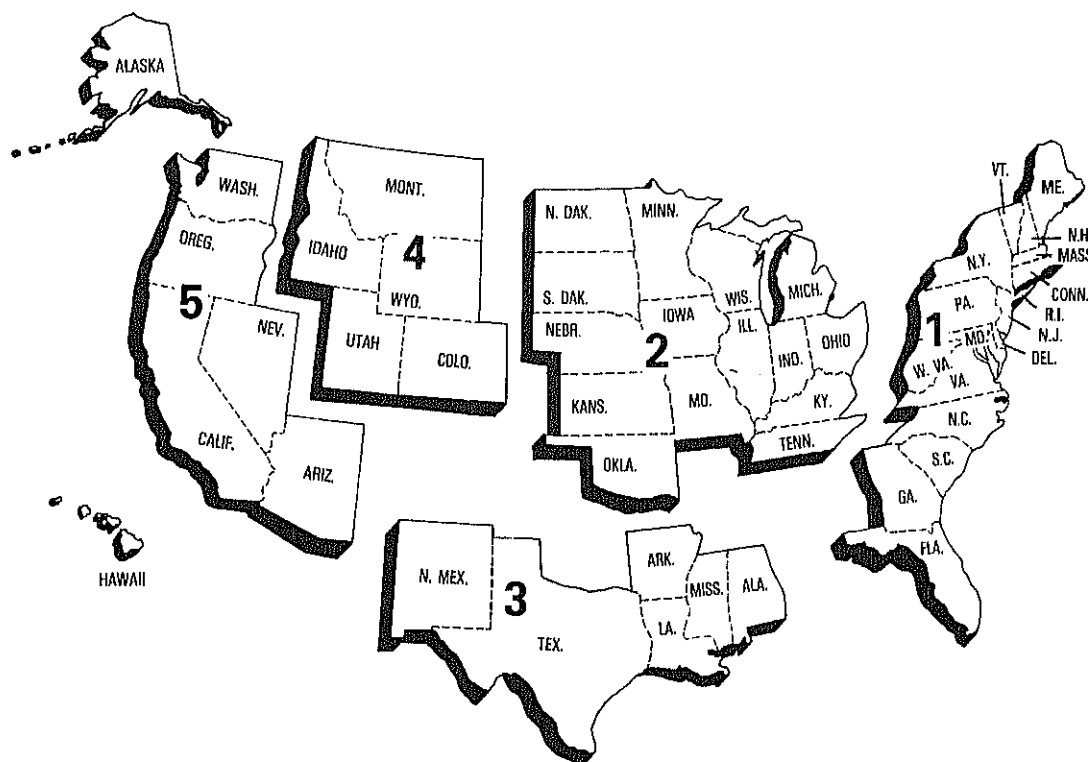 ALASKA
WASH.
OREG.
5
NEV.
CALIF.
ARIZ.
HAWAII
MONT.
IDAHO
4
WYO.
UTAH
COLO.
N. DAK.
MINN.
S. DAK.
WIS.
MICH.
NEBR.
IOWA
2
ILL.
IND.
OHIO
KANS.
MO.
KY.
OKLA.
TENN.
N. MEX.
3
TEX.
ARK.
LA.
MISS.
ALA.
VT.
ME.
N.H
MASS
N.Y.
CONN.
R.I.
PA.
N.J.
1
MD.
DEL.
W. VA.
VA.
N.C.
S.C.
GA.
FLA.